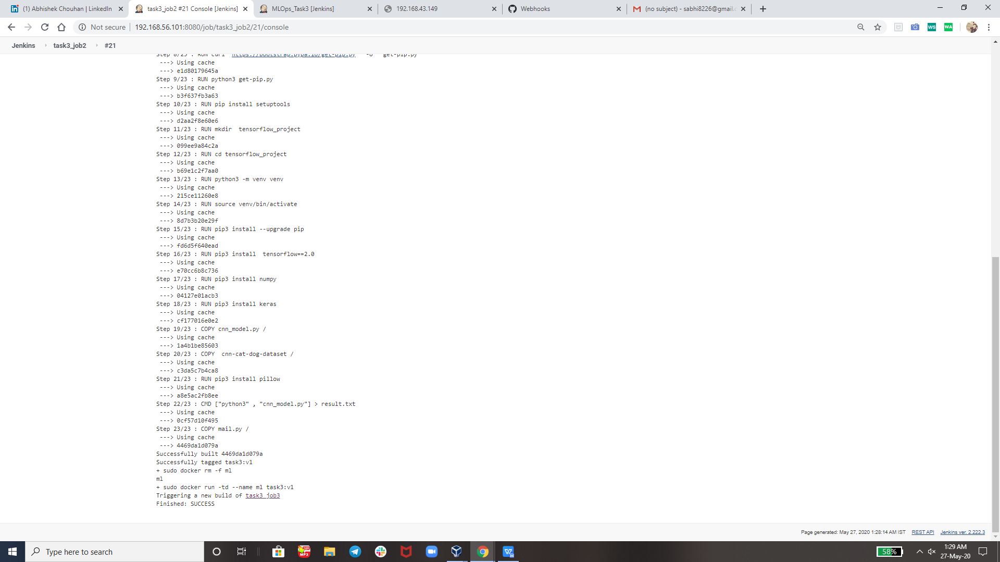 (1) Abhishek Chouhan | LinkedIn
task3_job2 #21 Console [Jenkins]
MLOps_Task3 [Jenkins]
192.168.43.149
Webhooks
(no subject) - sabhi8226@gmail.c
Not secure
192.168.56.101:8080/job/task3_job2/21/console
WS
WA
Jenkins
task3_job2
#21
Step 8/23 : RUN curl "https://bootstrap.pypa.io/get-pip.py" -o "get-pip.py"
---> Using cache
---> e1d80179645a
Step 9/23 : RUN python3 get-pip.py
---> Using cache
---> b3f637fb3a63
Step 10/23 : RUN pip install setuptools
---> Using cache
---> d2aa2f8e60e6
Step 11/23 : RUN mkdir  tensorflow_project
---> Using cache
---> 099ee9a84c2a
Step 12/23 : RUN cd tensorflow_project
---> Using cache
---> b69e1c2f7aa0
Step 13/23 : RUN python3 -m venv venv
---> Using cache
---> 215ce11260e8
Step 14/23 : RUN source venv/bin/activate
---> Using cache
---> 8d7b3b20e29f
Step 15/23 : RUN pip3 install --upgrade pip
---> Using cache
---> fd6d5f640ead
Step 16/23 : RUN pip3 install  tensorflow==2.0
---> Using cache
---> e70cc6b8c736
Step 17/23 : RUN pip3 install numpy
---> Using cache
---> 04127e01acb3
Step 18/23 : RUN pip3 install keras
---> Using cache
---> cf177016e0e2
Step 19/23 : COPY cnn_model.py /
---> Using cache
---> 1a4b1be85603
Step 20/23 : COPY  cnn-cat-dog-dataset /
---> Using cache
---> c3da5c7b4ca8
Step 21/23 : RUN pip3 install pillow
---> Using cache
---> a8e5ac2fb8ee
Step 22/23 : CMD ["python3" , "cnn_model.py"] > result.txt
---> Using cache
---> 0cf57d10f495
Step 23/23 : COPY mail.py /
---> Using cache
---> 4469da1d079a
Successfully built 4469da1d079a
Successfully tagged task3:v1
+ sudo docker rm -f ml
ml
+ sudo docker run -td --name ml task3:v1
Triggering a new build of task3_job3
Finished: SUCCESS
Page generated: May 27, 2020 1:28:14 AM IST
REST API
Jenkins ver. 2.222.3
Type here to search
MP3
58%
1:29 AM
27-May-20